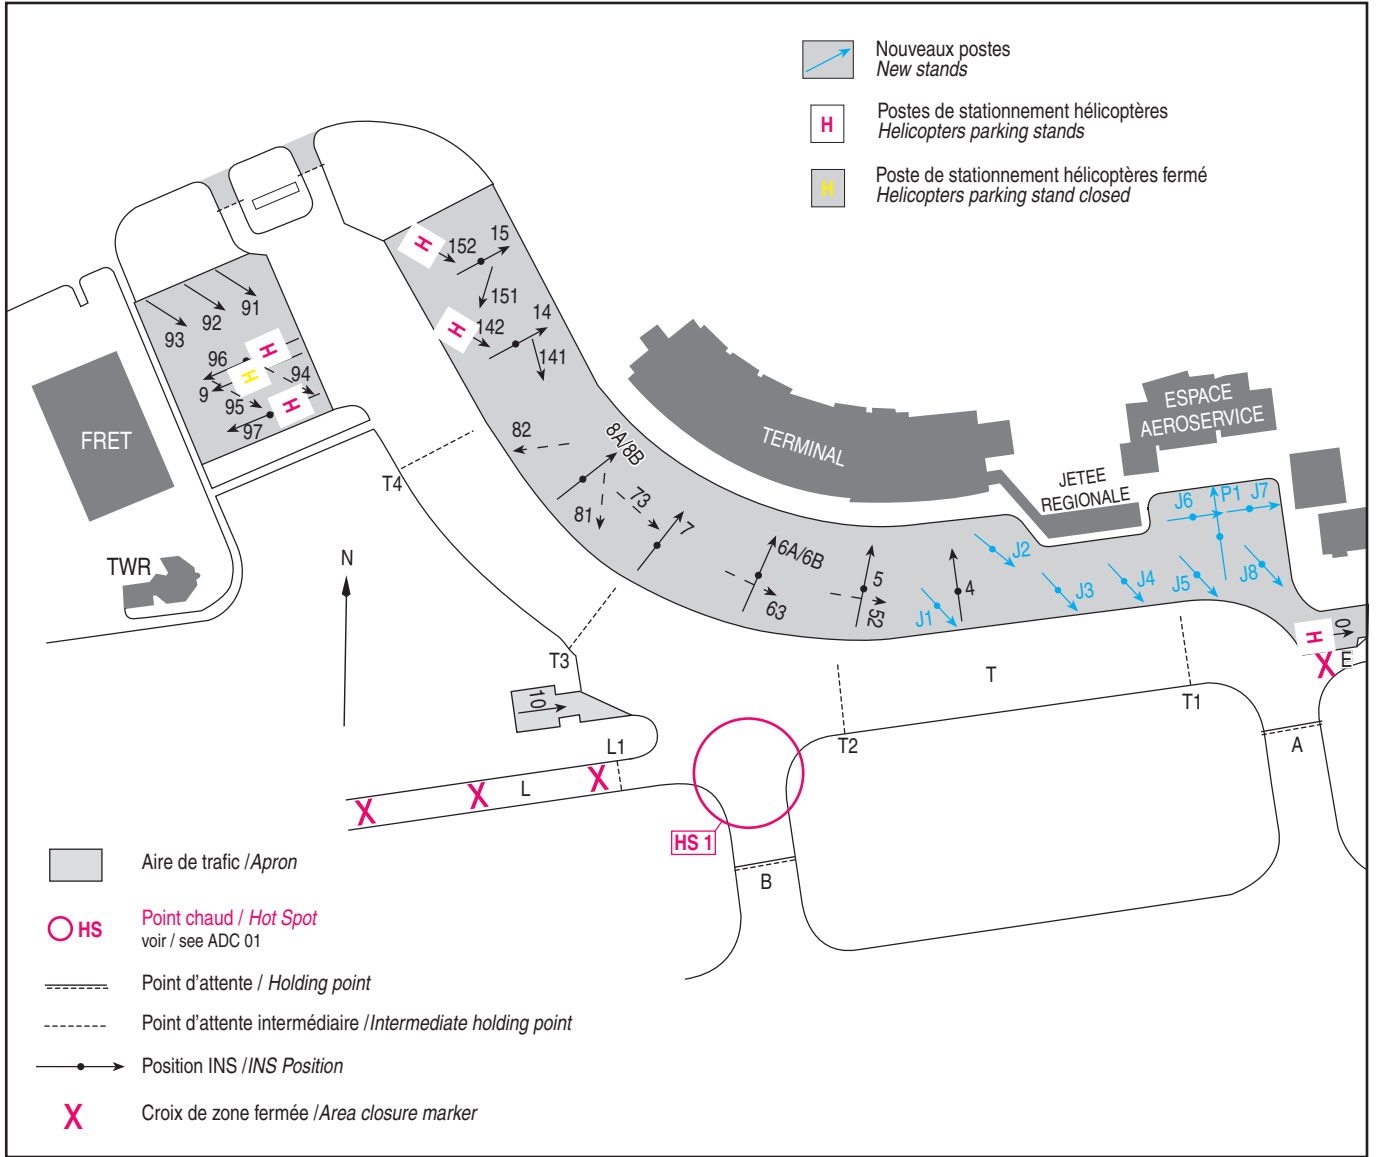 Nouveaux postes
New stands
H
Postes de stationnement hélicoptères
Helicopters parking stands
H
Poste de stationnement hélicoptères fermé
Helicopters parking stand closed
H
152
15
151
H
142
14
141
91
92
93
96
H
H
94
9
95
H
97
FRET
TWR
N
T4
82
8A/8B
81
73
7
6A/6B
63
5
52
4
TERMINAL
JETEE
REGIONALE
ESPACE
AEROSERVICE
J1
J2
J3
J4
J5
J6
P1
J7
J8
H
0
E
T3
10
L1
L
T
T1
T2
A
B
HS 1
Aire de trafic / Apron
HS
Point chaud / Hot Spot
voir / see ADC 01
Point d'attente / Holding point
Point d'attente intermédiaire / Intermediate holding point
Position INS / INS Position
X
Croix de zone fermée / Area closure marker